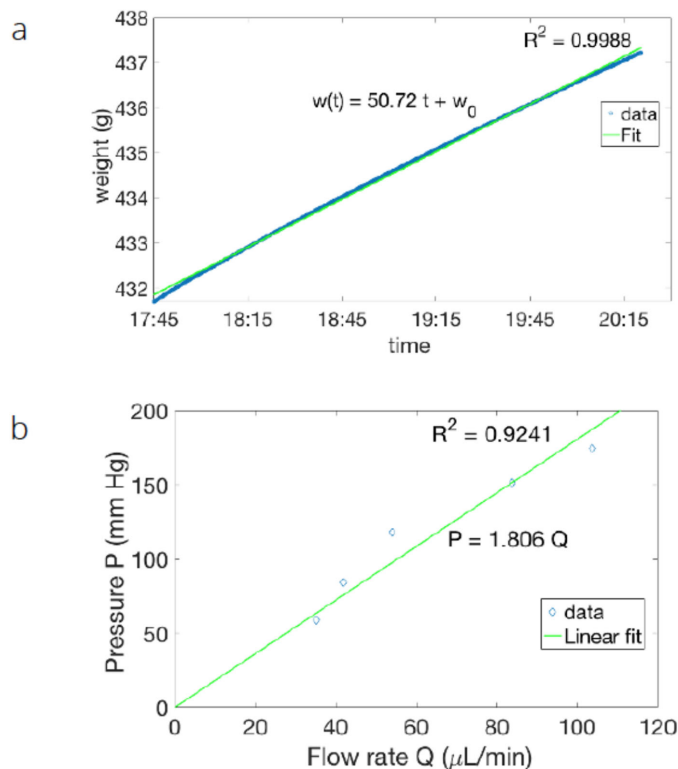 a
438
437
436
435
434
433
432
weight (g)
R² = 0.9988
w(t) = 50.72 t + w₀
data
Fit
17:45 18:15 18:45 19:15 19:45 20:15
time
b
200
150
100
50
0
Pressure P (mm Hg)
R² = 0.9241
P = 1.806 Q
data
Linear fit
0 20 40 60 80 100 120
Flow rate Q (μL/min)